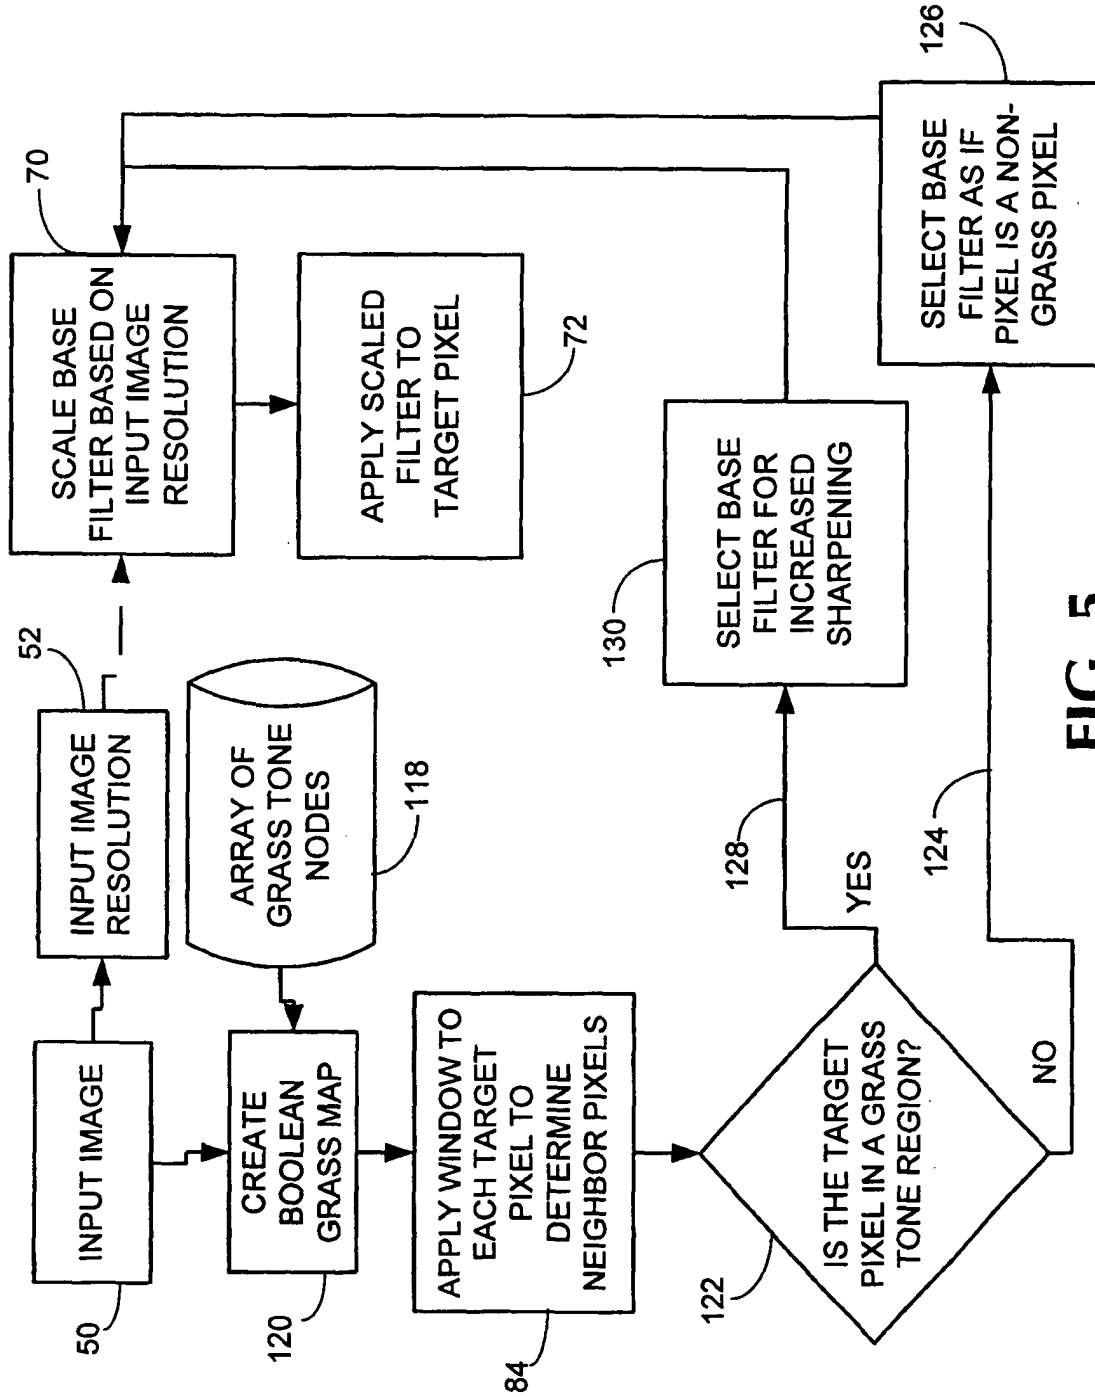 INPUT IMAGE
50
INPUT IMAGE
RESOLUTION
52
SCALE BASE
FILTER BASED ON
INPUT IMAGE
RESOLUTION
70
CREATE
BOOLEAN
GRASS MAP
120
ARRAY OF
GRASS TONE
NODES
118
APPLY SCALED
FILTER TO
TARGET PIXEL
72
APPLY WINDOW TO
EACH TARGET
PIXEL TO
DETERMINE
NEIGHBOR PIXELS
84
IS THE TARGET
PIXEL IN A GRASS
TONE REGION?
122
YES
128
SELECT BASE
FILTER FOR
INCREASED
SHARPENING
130
NO
124
SELECT BASE
FILTER AS IF
PIXEL IS A NON-
GRASS PIXEL
126
FIG. 5